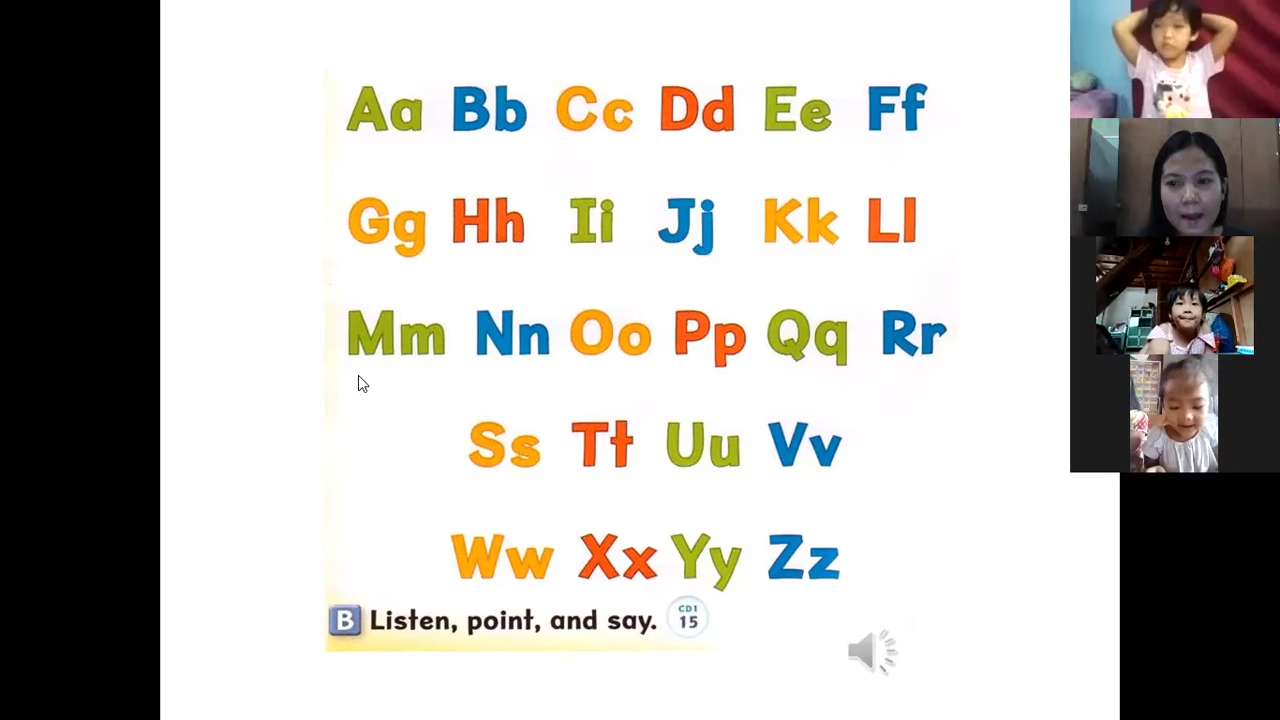 Aa Bb Cc Dd Ee Ff
Gg Hh Ii Jj Kk Ll
Mm Nn Oo Pp Qq Rr
Ss Tt Uu Vv
Ww Xx Yy Zz
B Listen, point, and say. CD1 15